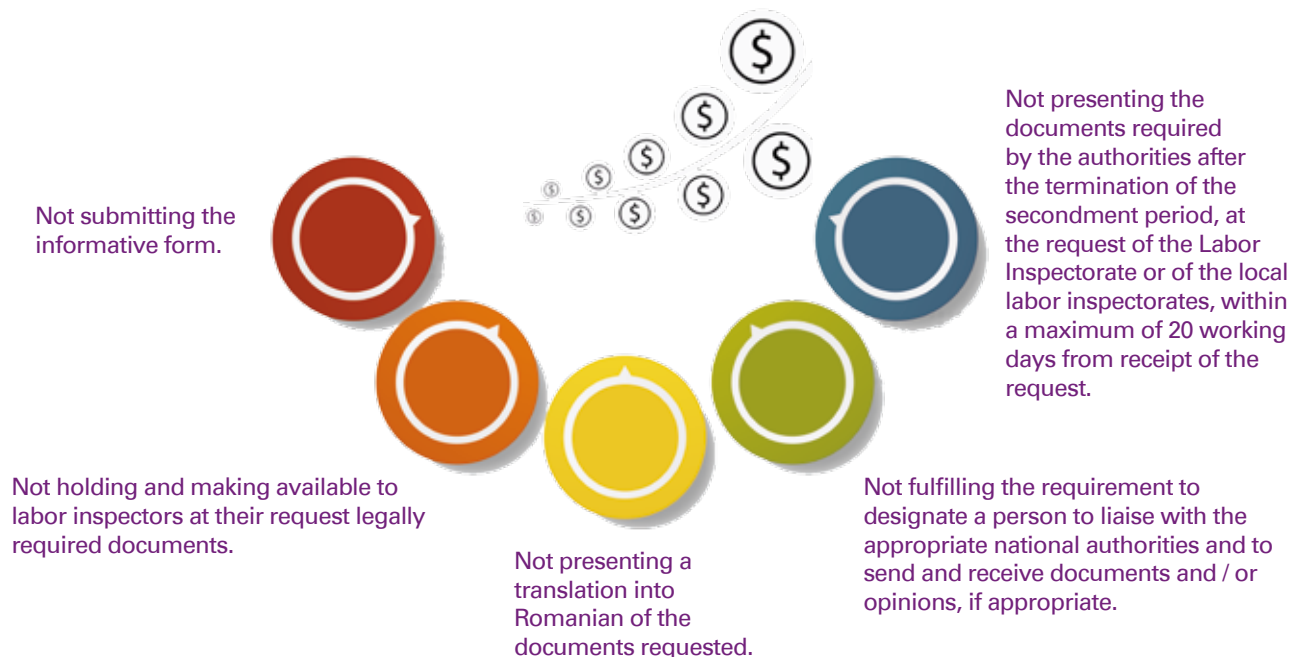 Not submitting the
informative form.
Not holding and making available to
labor inspectors at their request legally
required documents.
Not presenting a
translation into
Romanian of the
documents requested.
Not fulfilling the requirement to
designate a person to liaise with the
appropriate national authorities and to
send and receive documents and / or
opinions, if appropriate.
Not presenting the
documents required
by the authorities after
the termination of the
secondment period, at
the request of the Labor
Inspectorate or of the local
labor inspectorates, within
a maximum of 20 working
days from receipt of the
request.
$
$
$
$
$
$
$
$
$
$